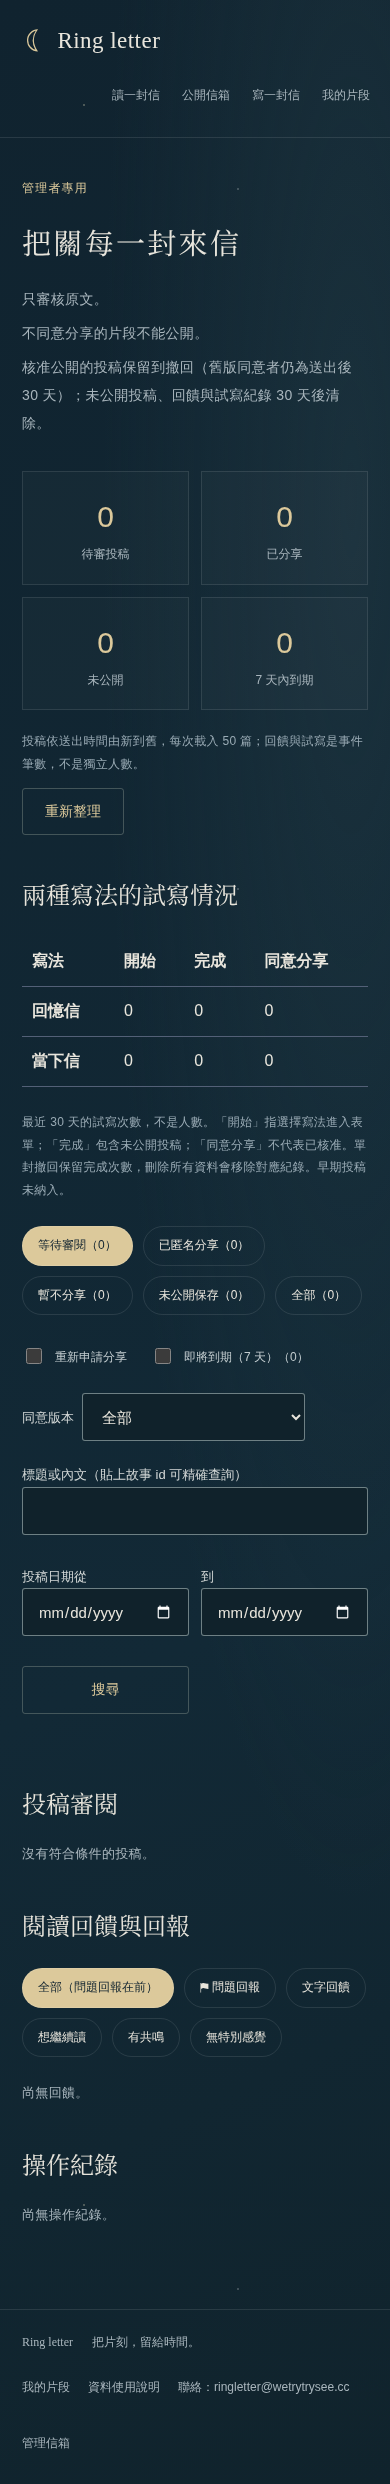 Ring letter
讀一封信 公開信箱 寫一封信 我的片段
管理者專用
把關每一封來信
只審核原文。
不同意分享的片段不能公開。
核准公開的投稿保留到撤回（舊版同意者仍為送出後
30 天）；未公開投稿、回饋與試寫紀錄 30 天後清
除。
0 0
待審投稿 已分享
0 0
未公開 7 天內到期
投稿依送出時間由新到舊，每次載入 50 篇；回饋與試寫是事件
筆數，不是獨立人數。
重新整理
兩種寫法的試寫情況
寫法 開始 完成 同意分享
回憶信 0 0 0
當下信 0 0 0
最近 30 天的試寫次數，不是人數。「開始」指選擇寫法進入表
單；「完成」包含未公開投稿；「同意分享」不代表已核准。單
封撤回保留完成次數，刪除所有資料會移除對應紀錄。早期投稿
未納入。
等待審閱（0） 已匿名分享（0）
暫不分享（0） 未公開保存（0） 全部（0）
重新申請分享 即將到期（7 天）（0）
同意版本 全部
標題或內文（貼上故事 id 可精確查詢）
投稿日期從 到
mm/dd/yyyy mm/dd/yyyy
搜尋
投稿審閱
沒有符合條件的投稿。
閱讀回饋與回報
全部（問題回報在前） 問題回報 文字回饋
想繼續讀 有共鳴 無特別感覺
尚無回饋。
操作紀錄
尚無操作紀錄。
Ring letter 把片刻，留給時間。
我的片段 資料使用說明 聯絡：ringletter@wetrytrysee.cc
管理信箱